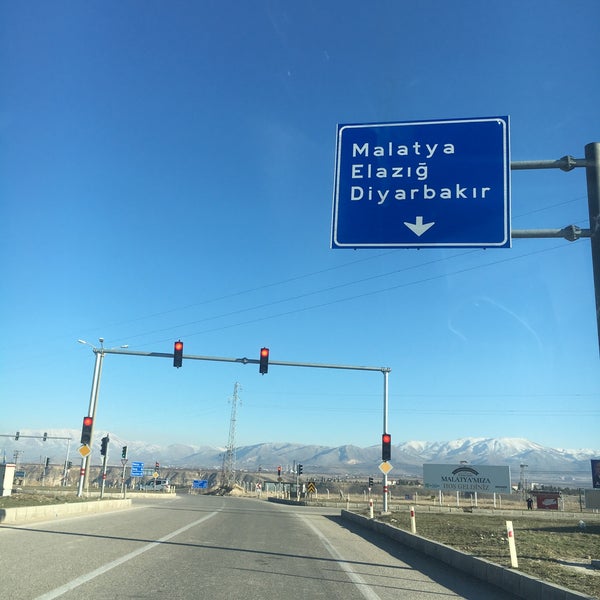 Malatya
Elazığ
Diyarbakır
MALATYA'MIZA
HOŞ GELDİNİZ